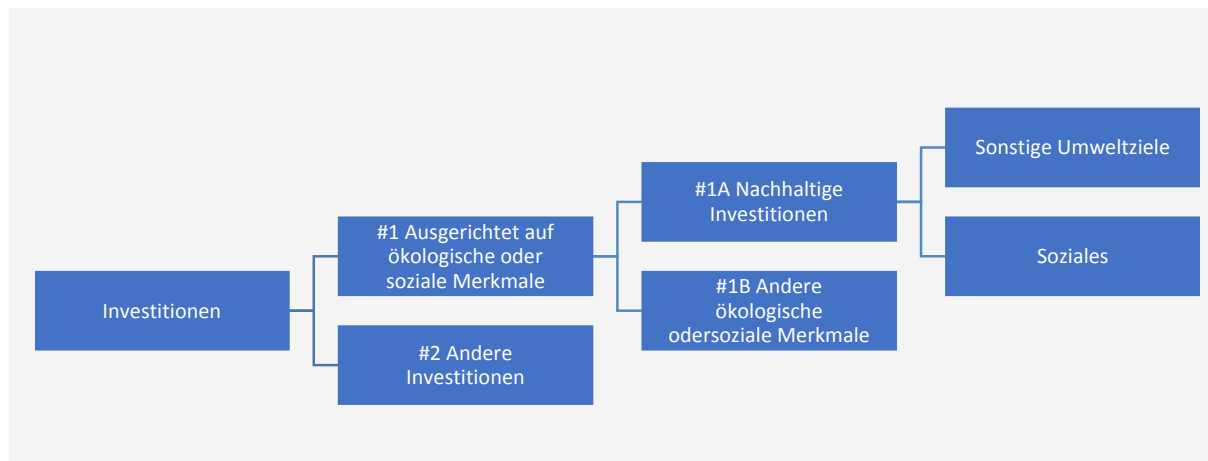 Investitionen
#1 Ausgerichtet auf
ökologische oder
soziale Merkmale
#2 Andere
Investitionen
#1A Nachhaltige
Investitionen
#1B Andere
ökologische
odersoziale Merkmale
Sonstige Umweltziele
Soziales